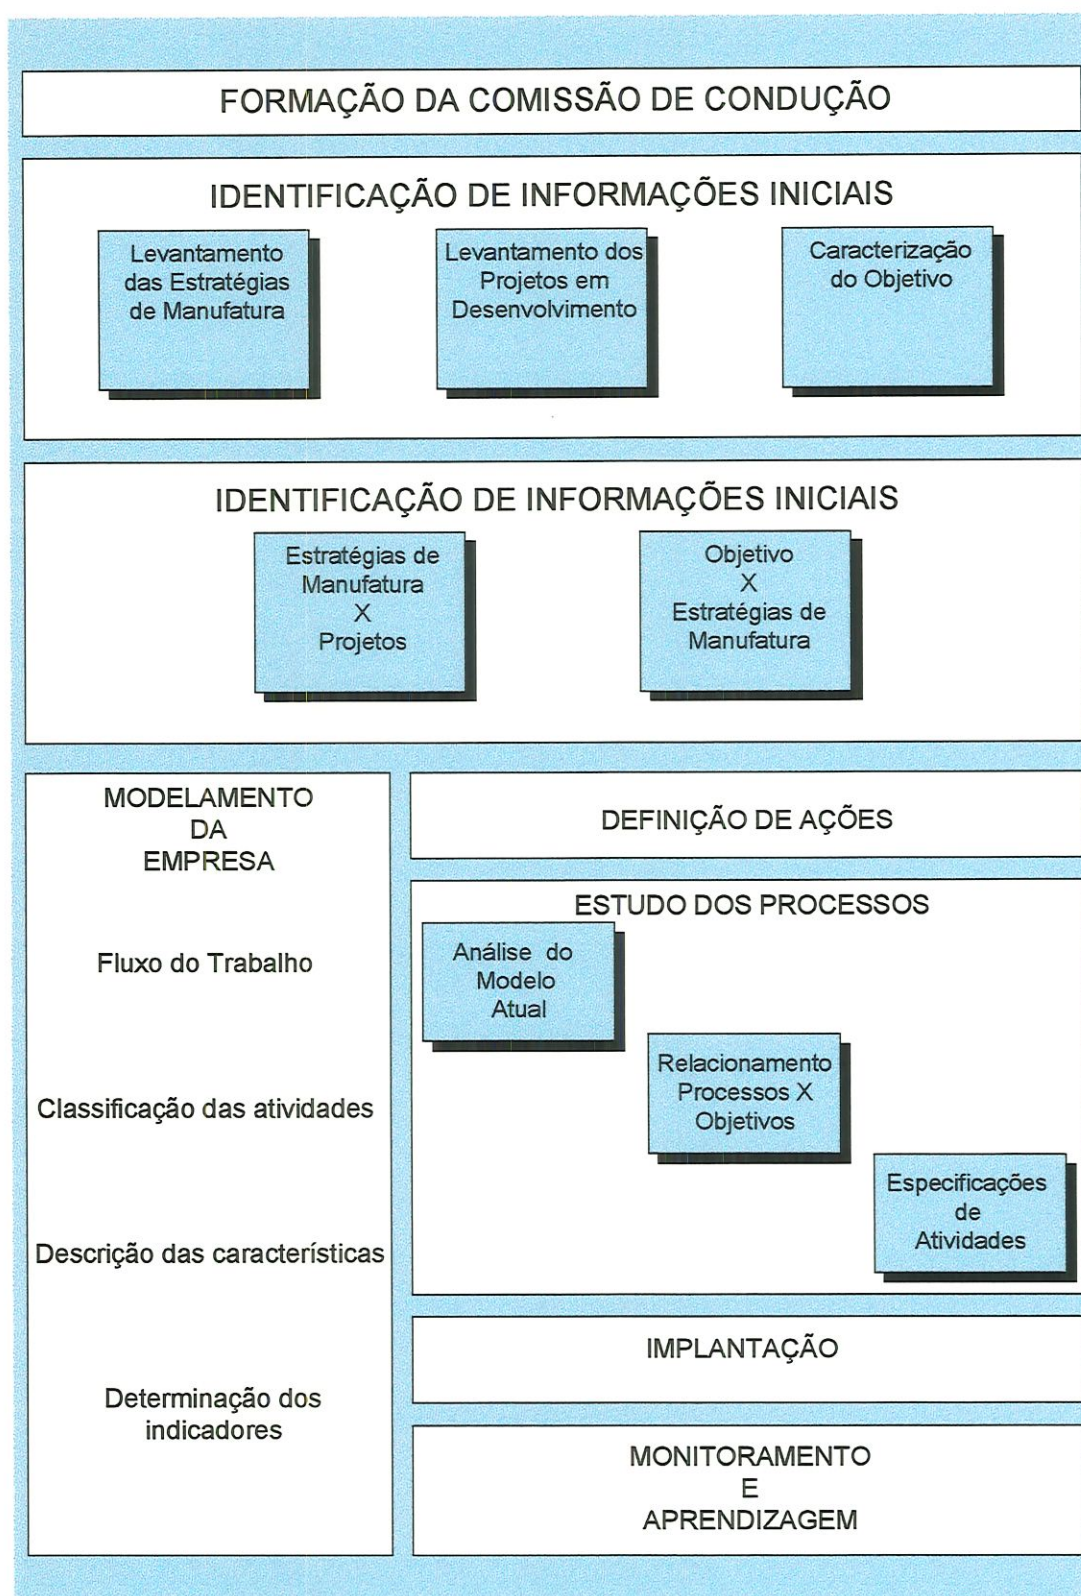 FORMAÇÃO DA COMISSÃO DE CONDUÇÃO
IDENTIFICAÇÃO DE INFORMAÇÕES INICIAIS
Levantamento
das Estratégias
de Manufatura
Levantamento dos
Projetos em
Desenvolvimento
Caracterização
do Objetivo
IDENTIFICAÇÃO DE INFORMAÇÕES INICIAIS
Estratégias de
Manufatura
X
Projetos
Objetivo
X
Estratégias de
Manufatura
MODELAMENTO
DA
EMPRESA
Fluxo do Trabalho
Classificação das atividades
Descrição das característícas
Determinação dos
indicadores
DEFINIÇÃO DE AÇÕES
ESTUDO DOS PROCESSOS
Análise do
Modelo
Atual
Relacionamento
Processos X
Objetivos
Especificações
de
Atividades
IMPLANTAÇÃO
MONITORAMENTO
E
APRENDIZAGEM